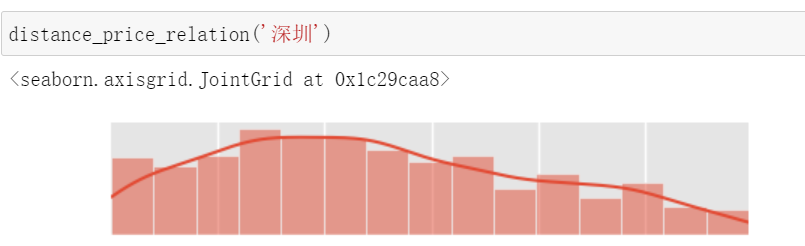 distance_price_relation('深圳')
<seaborn.axisgrid.JointGrid at 0x1c29caa8>